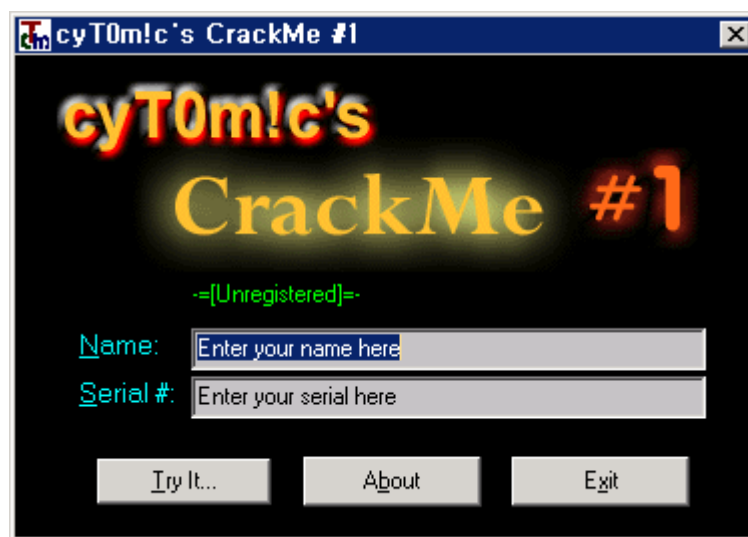 cyT0m!c's CrackMe #1
cyT0m!c's
CrackMe #1
-=[Unregistered]=-
Name: Enter your name here
Serial #: Enter your serial here
Try It... About Exit